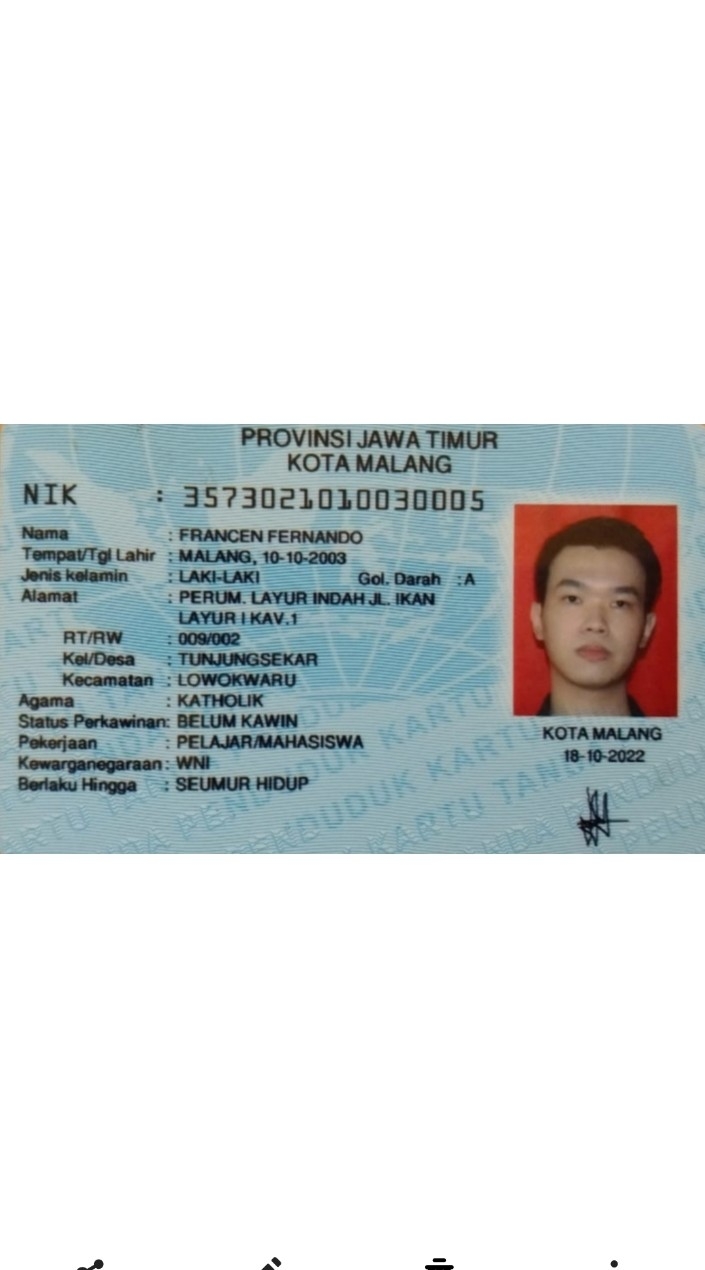 PROVINSI JAWA TIMUR
KOTA MALANG
NIK : 3573021010030005
Nama : FRANCEN FERNANDO
Tempat/Tgl Lahir : MALANG, 10-10-2003
Jenis kelamin : LAKI-LAKI Gol. Darah : A
Alamat : PERUM. LAYUR INDAH JL. IKAN
LAYUR I KAV.1
RT/RW : 009/002
Kel/Desa : TUNJUNGSEKAR
Kecamatan : LOWOKWARU
Agama : KATHOLIK
Status Perkawinan: BELUM KAWIN
Pekerjaan : PELAJAR/MAHASISWA
Kewarganegaraan : WNI
Berlaku Hingga : SEUMUR HIDUP
KOTA MALANG
18-10-2022